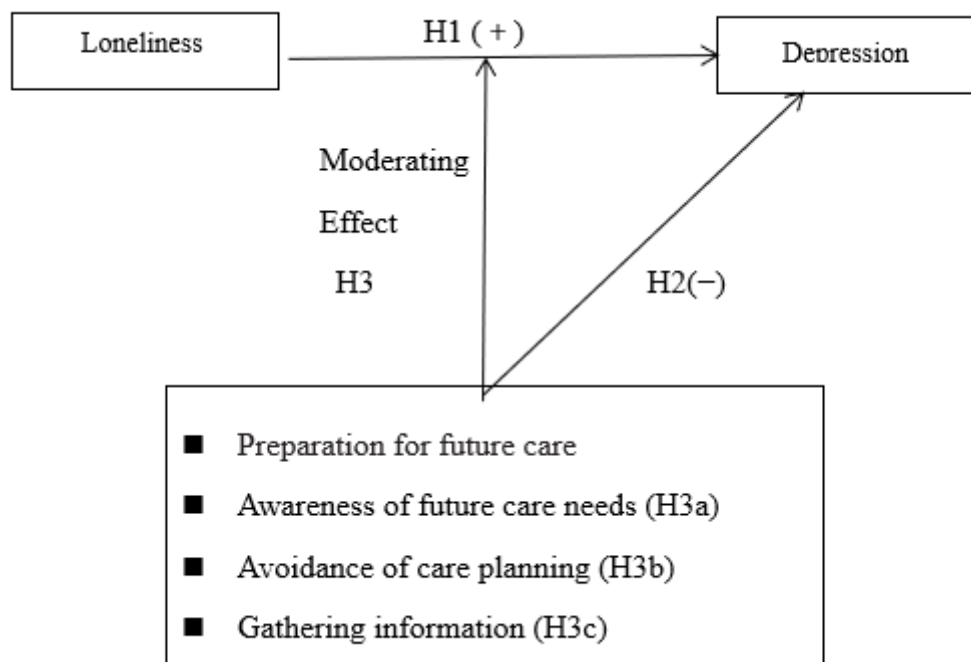 Loneliness
H1 ( + )
Depression
Moderating
Effect
H3
H2(−)
■ Preparation for future care
■ Awareness of future care needs (H3a)
■ Avoidance of care planning (H3b)
■ Gathering information (H3c)